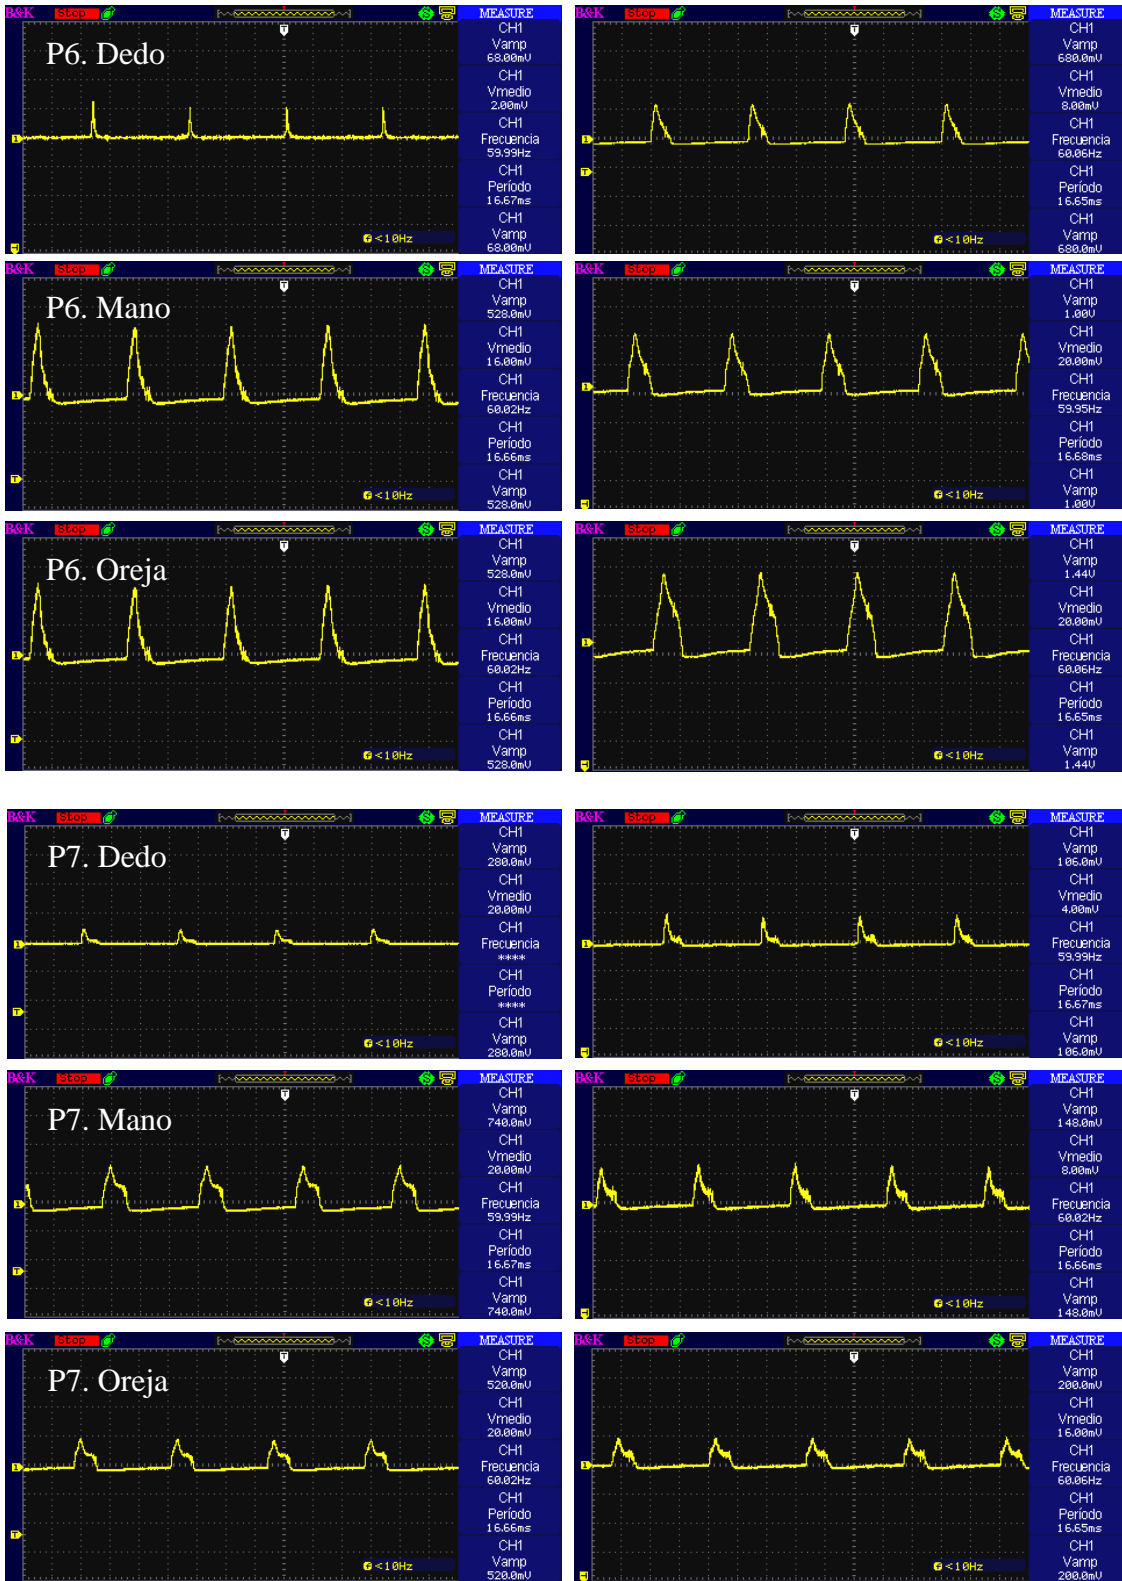 B&K Stop MEASURE
P6. Dedo
CH1
Vamp
68.00mV
CH1
Vmedio
2.00mV
CH1
Frecuencia
59.99Hz
CH1
Período
16.67ms
CH1
Vamp
68.00mV
<10Hz
B&K Stop MEASURE
CH1
Vamp
680.0mV
CH1
Vmedio
8.00mV
CH1
Frecuencia
60.06Hz
CH1
Período
16.65ms
CH1
Vamp
680.0mV
<10Hz
B&K Stop MEASURE
P6. Mano
CH1
Vamp
528.0mV
CH1
Vmedio
16.00mV
CH1
Frecuencia
60.02Hz
CH1
Período
16.66ms
CH1
Vamp
528.0mV
<10Hz
B&K Stop MEASURE
CH1
Vamp
1.00V
CH1
Vmedio
20.00mV
CH1
Frecuencia
59.95Hz
CH1
Período
16.68ms
CH1
Vamp
1.00V
<10Hz
B&K Stop MEASURE
P6. Oreja
CH1
Vamp
528.0mV
CH1
Vmedio
16.00mV
CH1
Frecuencia
60.02Hz
CH1
Período
16.66ms
CH1
Vamp
528.0mV
<10Hz
B&K Stop MEASURE
CH1
Vamp
1.44V
CH1
Vmedio
20.00mV
CH1
Frecuencia
60.06Hz
CH1
Período
16.65ms
CH1
Vamp
1.44V
<10Hz
B&K Stop MEASURE
P7. Dedo
CH1
Vamp
280.0mV
CH1
Vmedio
20.00mV
CH1
Frecuencia
****
CH1
Período
****
CH1
Vamp
280.0mV
<10Hz
B&K Stop MEASURE
CH1
Vamp
106.0mV
CH1
Vmedio
4.00mV
CH1
Frecuencia
59.99Hz
CH1
Período
16.67ms
CH1
Vamp
106.0mV
<10Hz
B&K Stop MEASURE
P7. Mano
CH1
Vamp
740.0mV
CH1
Vmedio
20.00mV
CH1
Frecuencia
59.99Hz
CH1
Período
16.67ms
CH1
Vamp
740.0mV
<10Hz
B&K Stop MEASURE
CH1
Vamp
148.0mV
CH1
Vmedio
8.00mV
CH1
Frecuencia
60.02Hz
CH1
Período
16.66ms
CH1
Vamp
148.0mV
<10Hz
B&K Stop MEASURE
P7. Oreja
CH1
Vamp
520.0mV
CH1
Vmedio
20.00mV
CH1
Frecuencia
60.02Hz
CH1
Período
16.66ms
CH1
Vamp
520.0mV
<10Hz
B&K Stop MEASURE
CH1
Vamp
200.0mV
CH1
Vmedio
16.00mV
CH1
Frecuencia
60.06Hz
CH1
Período
16.65ms
CH1
Vamp
200.0mV
<10Hz